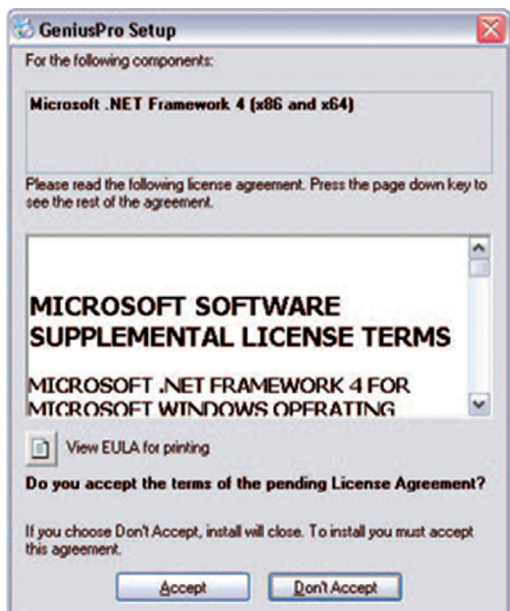 GeniusPro Setup
For the following components:
Microsoft .NET Framework 4 (x86 and x64)
Please read the following license agreement. Press the page down key to
see the rest of the agreement.
MICROSOFT SOFTWARE
SUPPLEMENTAL LICENSE TERMS
MICROSOFT .NET FRAMEWORK 4 FOR
MICROSOFT WINDOWS OPERATING
View EULA for printing
Do you accept the terms of the pending License Agreement?
If you choose Don't Accept, install will close. To install you must accept
this agreement.
Accept Don't Accept